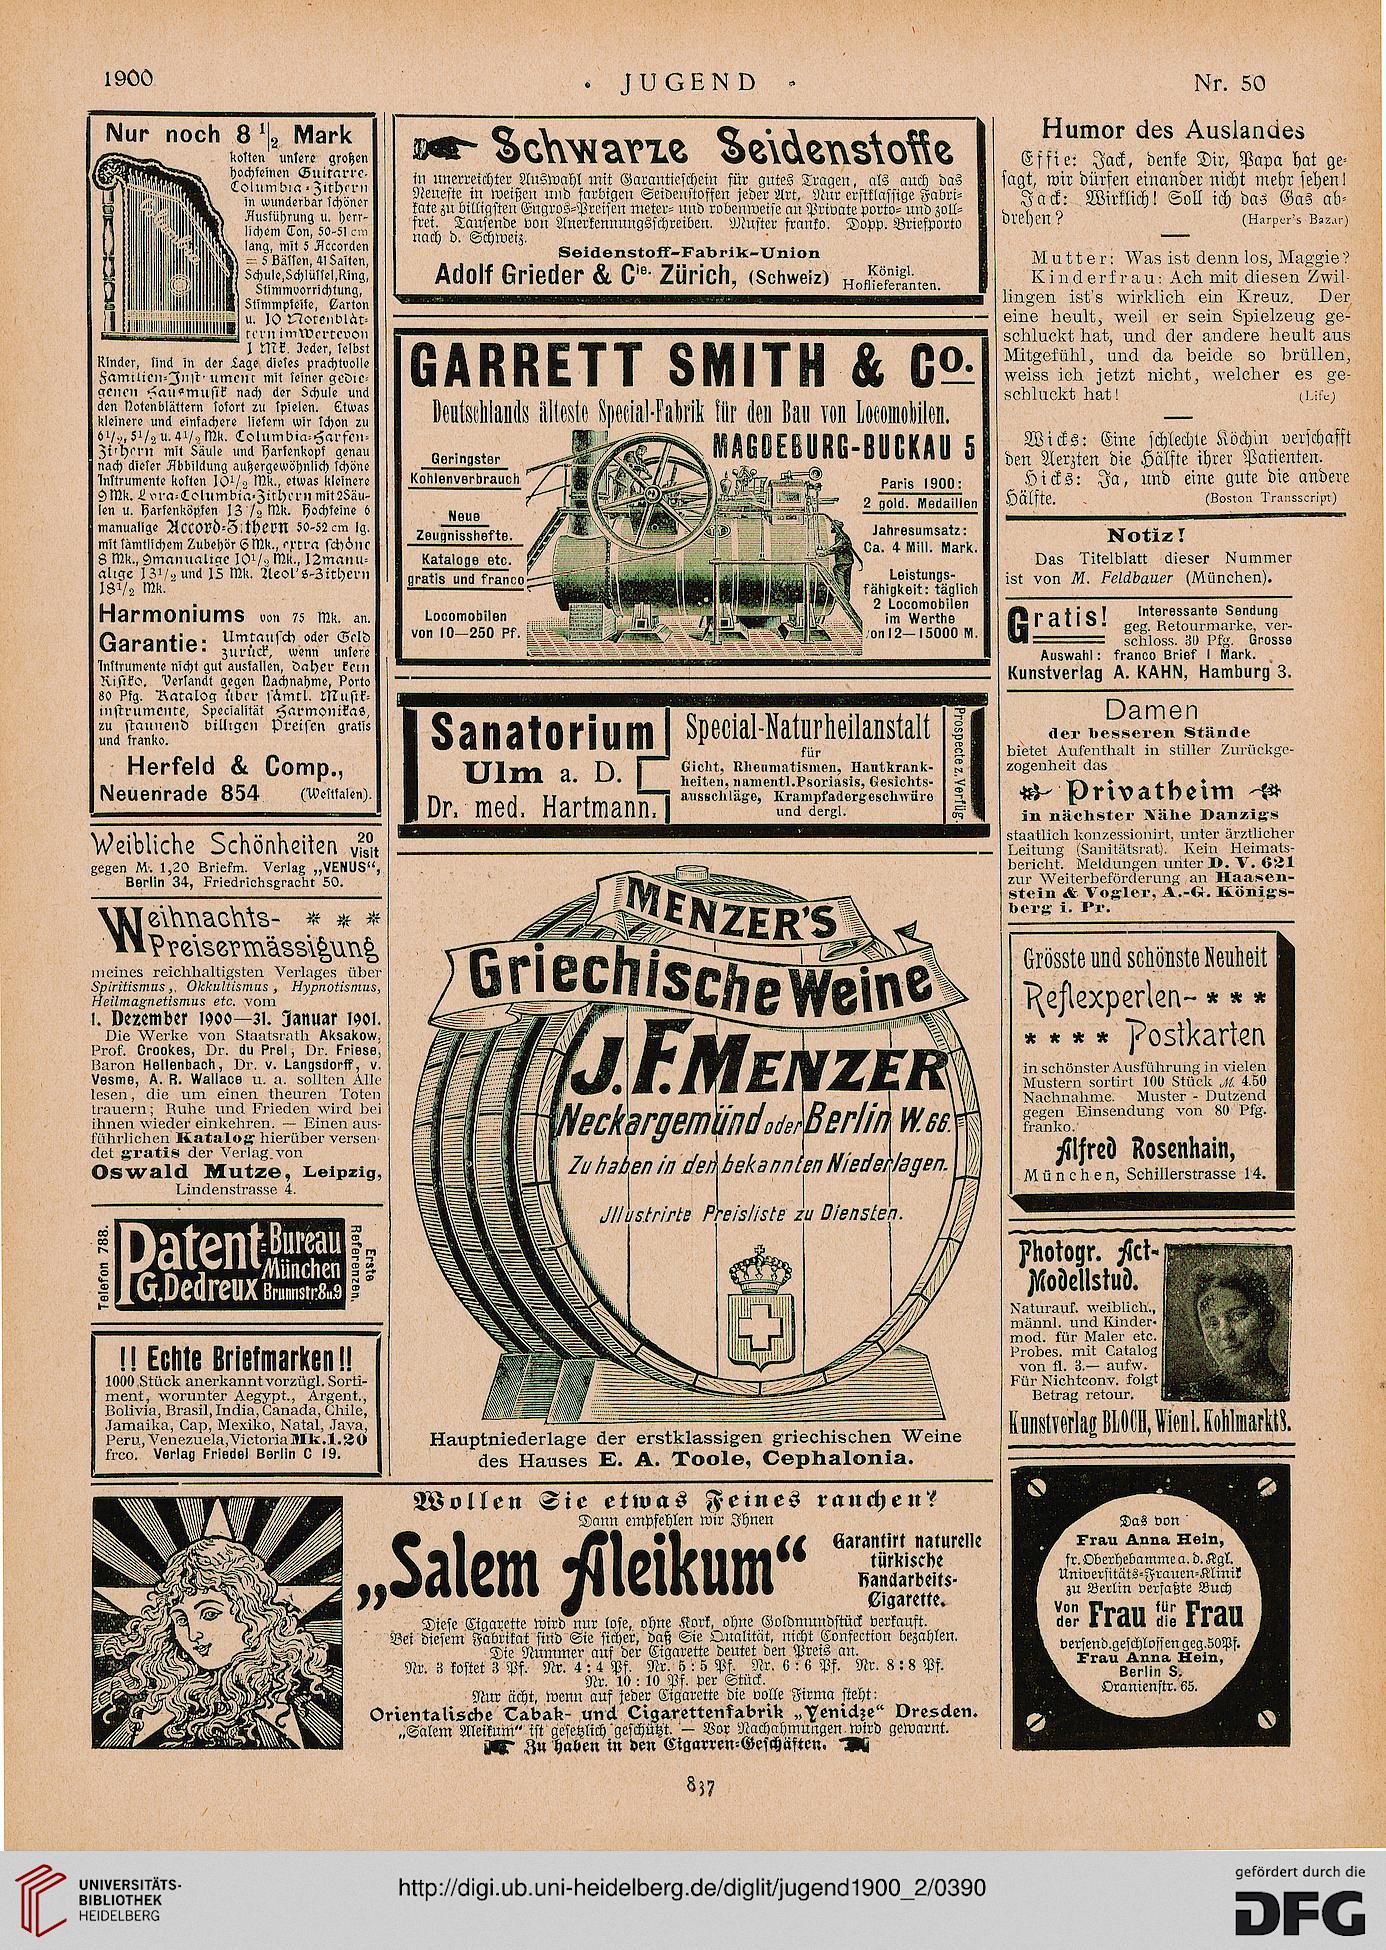 1900
· JUGEND ·
Nr. 50
Nur noch 8 1/2 Mark
kosten unsere großen
hochfeinen Guitarre-
Columbia-Zithern
in wunderbar schöner
Ausführung u. herr-
lichem Ton, 50-51 cm
lang, mit 5 Accorden
= 5 Bässen, 41 Saiten,
Schule, Schlüssel, Ring,
Stimmvorrichtung,
Stimmpfeife, Carton
u. 10 Notenblät-
tern im Werte von
1 Mk. Jeder, selbst
Kinder, sind in der Lage dieses prachtvolle
Familien-Instrument mit seiner gedie-
genen Hausmusik nach der Schule und
den Notenblättern sofort zu spielen. Etwas
kleinere und einfachere liefern wir schon zu
6 1/2, 5 1/2 u. 4 1/2 Mk. Columbia-Harfen-
Zithern mit Säule und Harfenkopf genau
nach dieser Abbildung außergewöhnlich schöne
Instrumente kosten 10 1/2 Mk., etwas kleinere
9 Mk. Lyra-Columbia-Zithern mit 2 Säu-
len u. Harfenköpfen 13 1/2 Mk. Hochfeine 6
manualige Accord-Zithern 50-52 cm lg.
mit sämtlichem Zubehör 6 Mk., extra schöne
8 Mk., 9manualige 10 1/2 Mk., 12manu-
alige 13 1/2 und 15 Mk. Aeol's-Zithern
18 1/2 Mk.
Harmoniums von 75 Mk. an.
Garantie: Umtausch oder Geld
zurück, wenn unsere
Instrumente nicht gut ausfallen, daher kein
Risiko. Versandt gegen Nachnahme, Porto
80 Pfg. Katalog über sämtl. Musik-
instrumente, Specialität Harmonikas,
zu staunend billigen Preisen gratis
und franko.
Herfeld & Comp.,
Neuenrade 854 (Westfalen).
Weibliche Schönheiten 20 Visit
gegen M. 1,20 Briefm. Verlag „VENUS“,
Berlin 34, Friedrichsgracht 50.
Weihnachts- * * *
Preisermässigung
meines reichhaltigsten Verlages über
Spiritismus, Okkultismus, Hypnotismus,
Heilmagnetismus etc. vom
1. Dezember 1900—31. Januar 1901.
Die Werke von Staatsrath Aksakow,
Prof. Crookes, Dr. du Prel, Dr. Friese,
Baron Hellenbach, Dr. v. Langsdorff, v.
Vesme, A. R. Wallace u. a. sollten Alle
lesen, die um einen theuren Toten
trauern; Ruhe und Frieden wird bei
ihnen wieder einkehren. — Einen aus-
führlichen Katalog hierüber versen-
det gratis der Verlag von
Oswald Mutze, Leipzig,
Lindenstrasse 4.
Telefon 788.
Patent-Bureau
München
G. Dedreux Brunnstr. 8 u. 9
Erste
Referenzen.
!! Echte Briefmarken !!
1000 Stück anerkannt vorzügl. Sorti-
ment, worunter Aegypt., Argent.,
Bolivia, Brasil, India, Canada, Chile,
Jamaika, Cap, Mexiko, Natal, Java,
Peru, Venezuela, Victoria Mk. 1.20
frco. Verlag Friedel Berlin C 19.
Schwarze Seidenstoffe
in unerreichter Auswahl mit Garantieschein für gutes Tragen, als auch das
Neueste in weißen und farbigen Seidenstoffen jeder Art. Nur erstklassige Fabri-
kate zu billigsten Engros-Preisen meter- und robenweise an Private porto- und zoll-
frei. Tausende von Anerkennungsschreiben. Muster franko. Dopp. Briefporto
nach d. Schweiz.
Seidenstoff-Fabrik-Union
Adolf Grieder & Cie. Zürich, (Schweiz) Königl.
Hoflieferanten.
GARRETT SMITH & Co.
Deutschlands älteste Special-Fabrik für den Bau von Locomobilen.
MAGDEBURG-BUCKAU 5
Geringster
Kohlenverbrauch
Neue
Zeugnisshefte.
Kataloge etc.
gratis und franco
Locomobilen
von 10—250 Pf.
Paris 1900:
2 gold. Medaillen
Jahresumsatz:
Ca. 4 Mill. Mark.
Leistungs-
fähigkeit: täglich
2 Locomobilen
im Werthe
von 12—15000 M.
Sanatorium
Ulm a. D.
Dr. med. Hartmann.
Special-Naturheilanstalt
für
Gicht, Rheumatismen, Hautkrank-
heiten, namentl. Psoriasis, Gesichts-
ausschläge, Krampfadergeschwüre
und dergl.
Prospecte z. Verfüg
MENZER'S
Griechische Weine
J. F. MENZER
Neckargemünd oder Berlin W. 66.
Zu haben in den bekannten Niederlagen.
Jllustrirte Preisliste zu Diensten.
Hauptniederlage der erstklassigen griechischen Weine
des Hauses E. A. Toole, Cephalonia.
Humor des Auslandes
Effie: Jack, denke Dir, Papa hat ge-
sagt, wir dürfen einander nicht mehr sehen!
Jack: Wirklich! Soll ich das Gas ab-
drehen? (Harper's Bazar)
Mutter: Was ist denn los, Maggie?
Kinderfrau: Ach mit diesen Zwil-
lingen ist's wirklich ein Kreuz. Der
eine heult, weil er sein Spielzeug ge-
schluckt hat, und der andere heult aus
Mitgefühl, und da beide so brüllen,
weiss ich jetzt nicht, welcher es ge-
schluckt hat! (Life)
Wicks: Eine schlechte Köchin verschafft
den Aerzten die Hälfte ihrer Patienten.
Hicks: Ja, und eine gute die andere
Hälfte. (Boston Transscript)
Notiz!
Das Titelblatt dieser Nummer
ist von M. Feldbauer (München).
Gratis! Interessante Sendung
geg. Retourmarke, ver-
schloss. 30 Pfg. Grosse
Auswahl: franco Brief 1 Mark.
Kunstverlag A. KAHN, Hamburg 3.
Damen
der besseren Stände
bietet Aufenthalt in stiller Zurückge-
zogenheit das
Privatheim
in nächster Nähe Danzigs
staatlich konzessionirt, unter ärztlicher
Leitung (Sanitätsrat). Kein Heimats-
bericht. Meldungen unter D. V. 621
zur Weiterbeförderung an Haasen-
stein & Vogler, A.-G. Königs-
berg i. Pr.
Grösste und schönste Neuheit
Reflexperlen- * * *
* * * * Postkarten
in schönster Ausführung in vielen
Mustern sortirt 100 Stück M. 4.50
Nachnahme. Muster - Dutzend
gegen Einsendung von 80 Pfg.
franko.
Alfred Rosenhain,
München, Schillerstrasse 14.
Photogr. Act-
Modellstud.
Naturauf. weiblich.,
männl. und Kinder-
mod. für Maler etc.
Probes. mit Catalog
von fl. 3.— aufw.
Für Nichtconv. folgt
Betrag retour.
Kunstverlag BLOCH, Wien I. Kohlmarkt 8.
Das von
Frau Anna Hein,
fr. Oberhebamme a. d. Kgl.
Universitäts-Frauen-Klinik
zu Berlin verfaßte Buch
Von der Frau für die Frau
versend. geschlossen geg. 50 Pf.
Frau Anna Hein,
Berlin S.
Oranienstr. 65.
Wollen Sie etwas Feines rauchen?
Dann empfehlen wir Ihnen
„Salem Aleikum“
Garantirt naturelle
türkische
Handarbeits-
Cigarette.
Diese Cigarette wird nur lose, ohne Kork, ohne Goldmundstück verkauft.
Bei diesem Fabrikat sind Sie sicher, daß Sie Qualität, nicht Confection bezahlen.
Die Nummer auf der Cigarette deutet den Preis an.
Nr. 3 kostet 3 Pf. Nr. 4: 4 Pf. Nr. 5: 5 Pf. Nr. 6: 6 Pf. Nr. 8: 8 Pf.
Nr. 10: 10 Pf. per Stück.
Nur ächt, wenn auf jeder Cigarette die volle Firma steht:
Orientalische Tabak- und Cigarettenfabrik „Yenidze“ Dresden.
„Salem Aleikum“ ist gesetzlich geschützt. — Vor Nachahmungen wird gewarnt.
Zu haben in den Cigarren-Geschäften.
837
UNIVERSITÄTS-
BIBLIOTHEK
HEIDELBERG
http://digi.ub.uni-heidelberg.de/diglit/jugend1900_2/0390
gefördert durch die
DFG